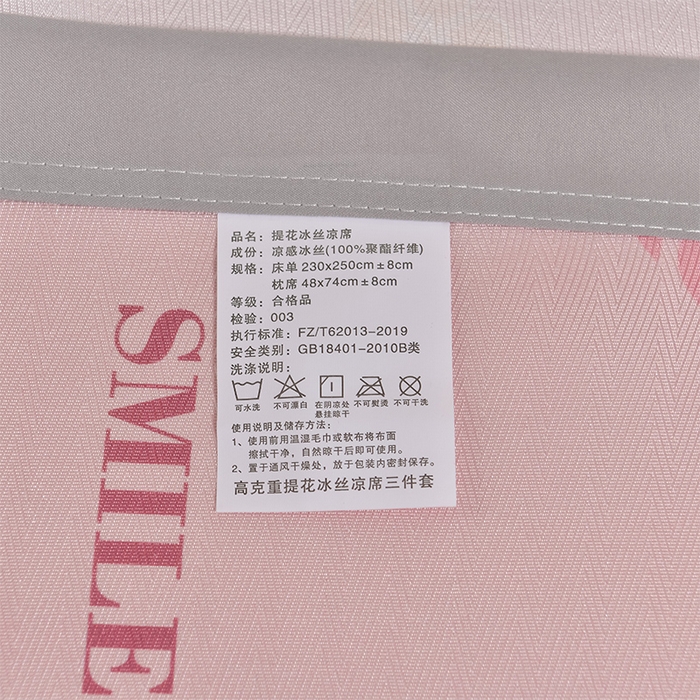 品名：提花冰丝凉席
成份：凉感冰丝(100%聚酯纤维)
规格：床单 230x250cm±8cm
枕席 48x74cm±8cm
等级：合格品
检验：003
执行标准：FZ/T62013-2019
安全类别：GB18401-2010B类
洗涤说明：
可水洗 不可漂白 在阴凉处悬挂晾干 不可熨烫 不可干洗
使用说明及储存方法：
1、使用前用温湿毛巾或软布将布面
擦拭干净，自然晾干后即可使用。
2、置于通风干燥处，放于包装内密封保存。
高克重提花冰丝凉席三件套
SMILE